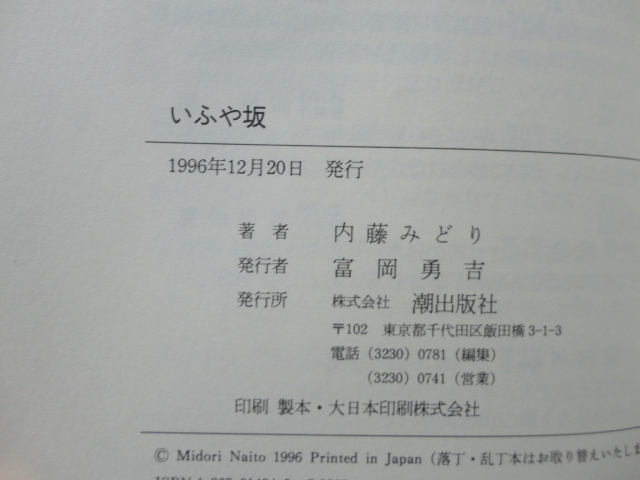 いふや坂
1996年12月20日 発行
著者 内藤みどり
発行者 富岡勇吉
発行所 株式会社 潮出版社
〒102 東京都千代田区飯田橋3-1-3
電話 (3230) 0781 (編集)
(3230) 0741 (営業)
印刷 製本・大日本印刷株式会社
© Midori Naito 1996 Printed in Japan (落丁・乱丁本はお取り替えいたしま